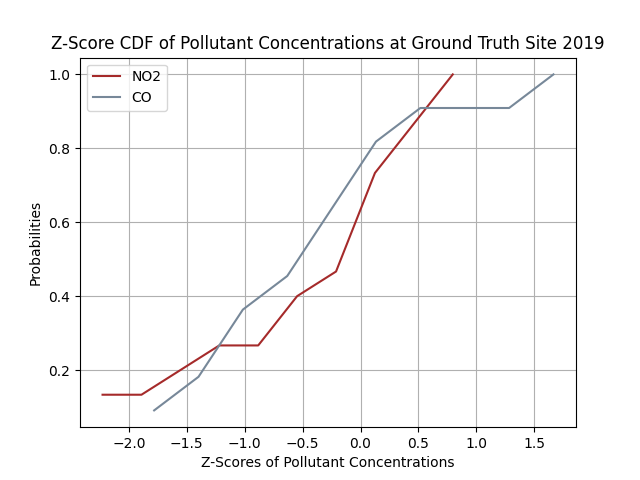 Z-Score CDF of Pollutant Concentrations at Ground Truth Site 2019
NO2
CO
Probabilities
1.0
0.8
0.6
0.4
0.2
−2.0 −1.5 −1.0 −0.5 0.0 0.5 1.0 1.5
Z-Scores of Pollutant Concentrations